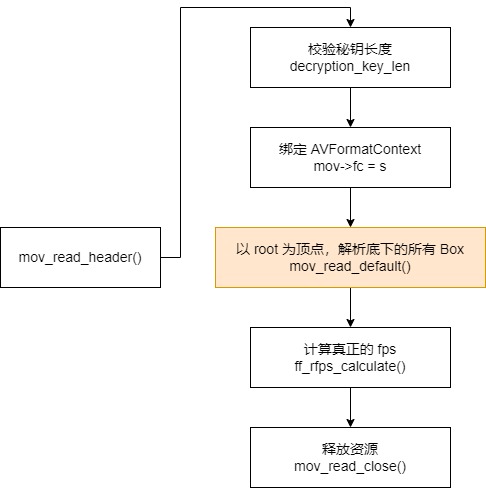 校验秘钥长度
decryption_key_len
绑定 AVFormatContext
mov->fc = s
mov_read_header()
以 root 为顶点，解析底下的所有 Box
mov_read_default()
计算真正的 fps
ff_rfps_calculate()
释放资源
mov_read_close()